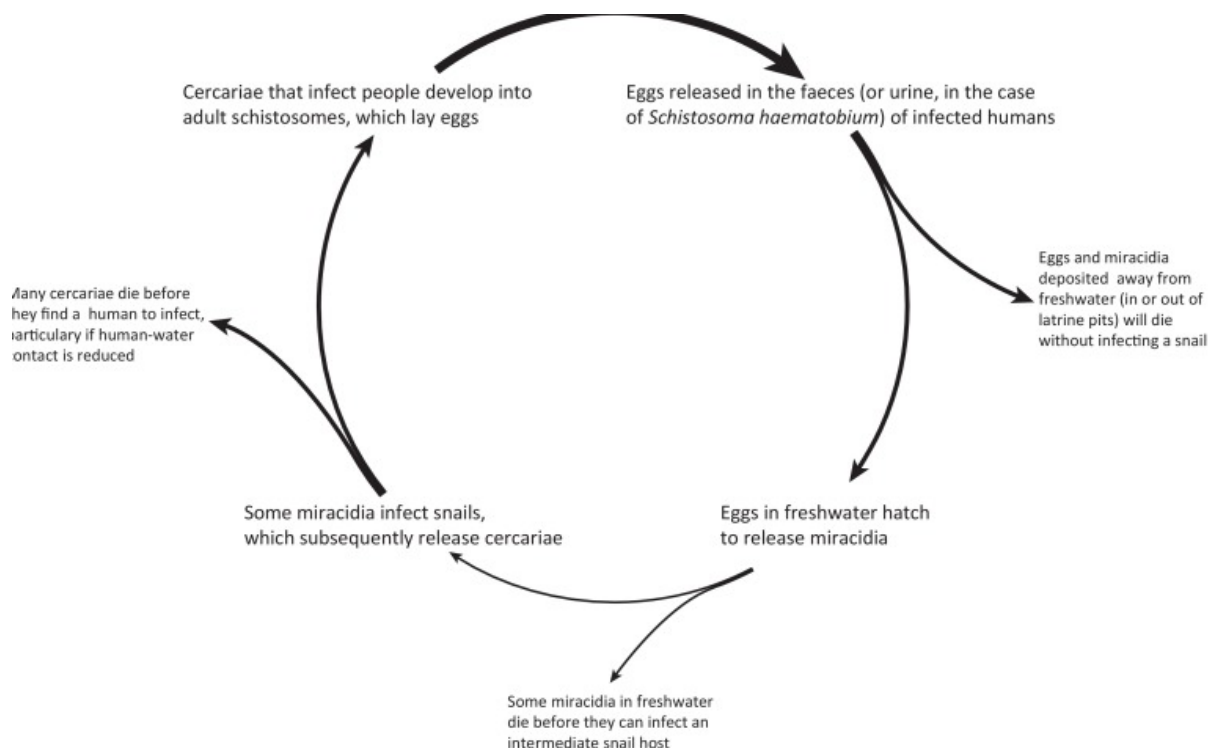 Cercariae that infect people develop into
adult schistosomes, which lay eggs
Eggs released in the faeces (or urine, in the case
of Schistosoma haematobium) of infected humans
Eggs and miracidia
deposited away from
freshwater (in or out of
latrine pits) will die
without infecting a snail
Many cercariae die before
they find a human to infect,
particulary if human-water
contact is reduced
Some miracidia infect snails,
which subsequently release cercariae
Eggs in freshwater hatch
to release miracidia
Some miracidia in freshwater
die before they can infect an
intermediate snail host